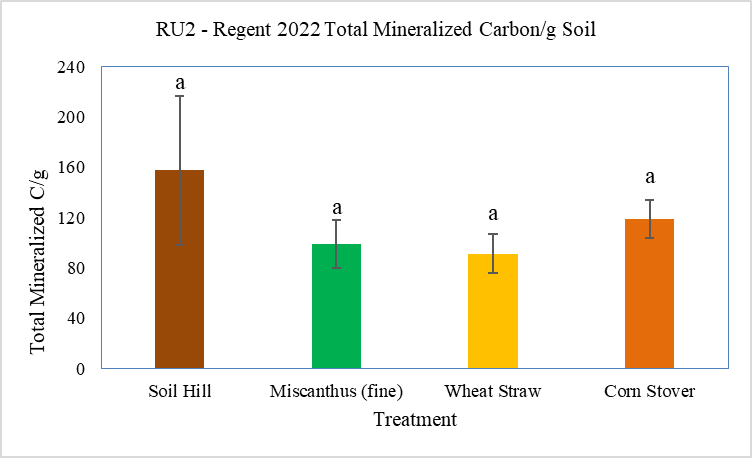 RU2 - Regent 2022 Total Mineralized Carbon/g Soil
Total Mineralized C/g
240
200
160
120
80
40
0
a
a
a
a
Soil Hill
Miscanthus (fine)
Wheat Straw
Corn Stover
Treatment